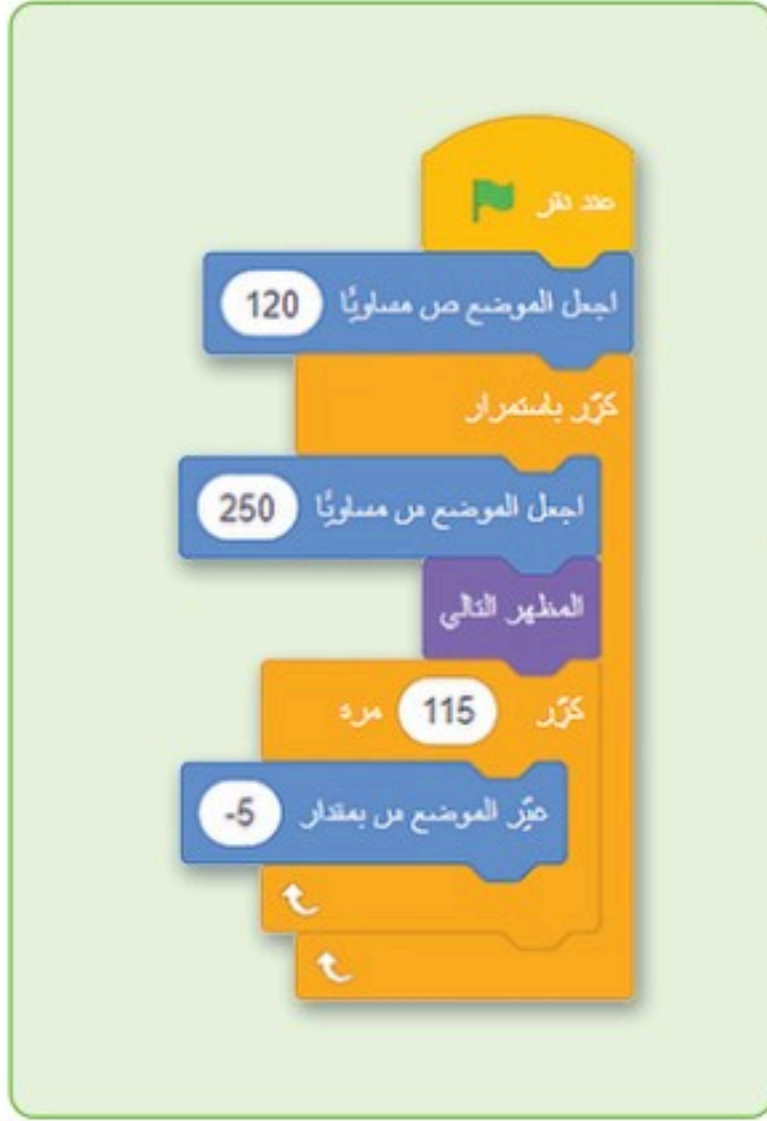 عند نقر
اجعل الموضع ص مساويًا 120
كرّر باستمرار
اجعل الموضع س مساويًا 250
المظهر التالي
كرّر 115 مرة
غيّر الموضع س بمقدار -5